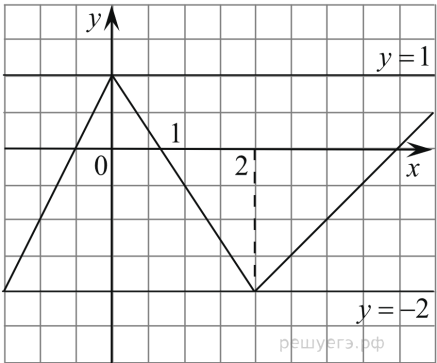 y
y = 1
1
0
2
x
y = −2
решуегэ.рф